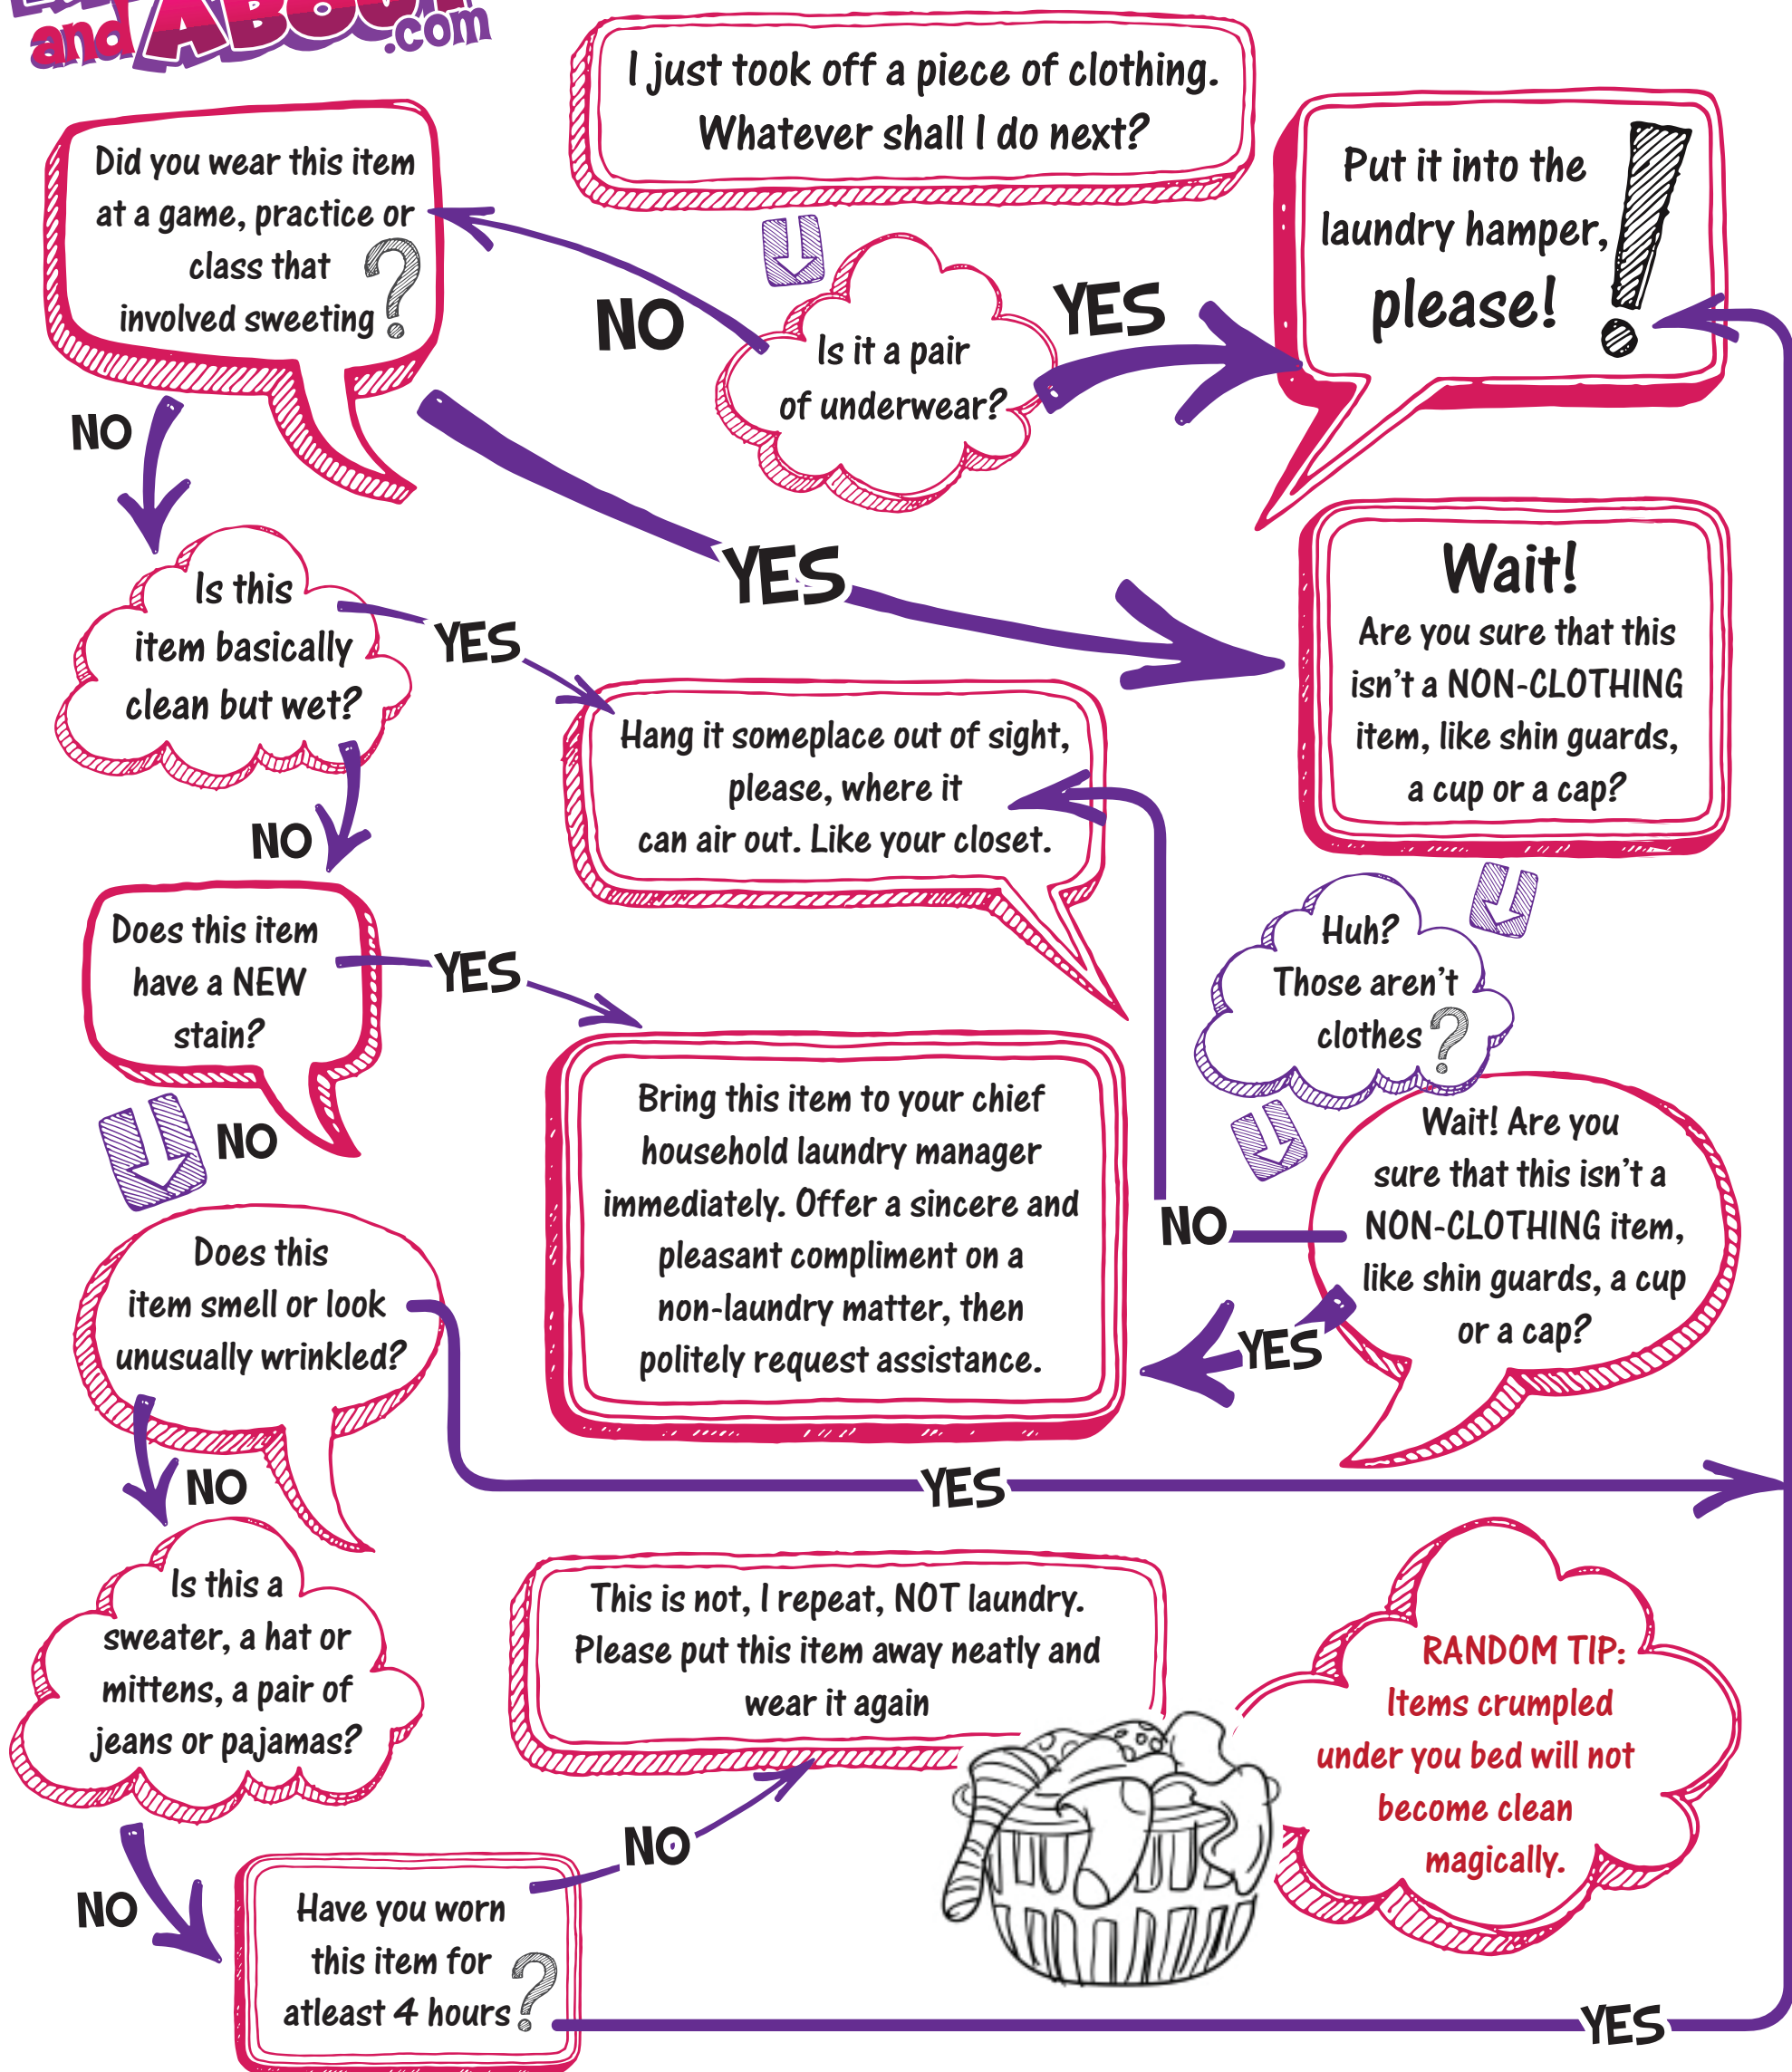 and ABOUT
.com
I just took off a piece of clothing.
Whatever shall I do next?
Is it a pair
of underwear?
YES
Put it into the
laundry hamper,
please!
!
NO
Did you wear this item
at a game, practice or
class that
involved sweeting?
YES
Wait!
Are you sure that this
isn't a NON-CLOTHING
item, like shin guards,
a cup or a cap?
Huh?
Those aren't
clothes?
Wait! Are you
sure that this isn't a
NON-CLOTHING item,
like shin guards, a cup
or a cap?
NO
YES
NO
Is this
item basically
clean but wet?
YES
Hang it someplace out of sight,
please, where it
can air out. Like your closet.
NO
Does this item
have a NEW
stain?
YES
Bring this item to your chief
household laundry manager
immediately. Offer a sincere and
pleasant compliment on a
non-laundry matter, then
politely request assistance.
NO
Does this
item smell or look
unusually wrinkled?
YES
NO
Is this a
sweater, a hat or
mittens, a pair of
jeans or pajamas?
NO
Have you worn
this item for
atleast 4 hours?
NO
This is not, I repeat, NOT laundry.
Please put this item away neatly and
wear it again
YES
RANDOM TIP:
Items crumpled
under you bed will not
become clean
magically.